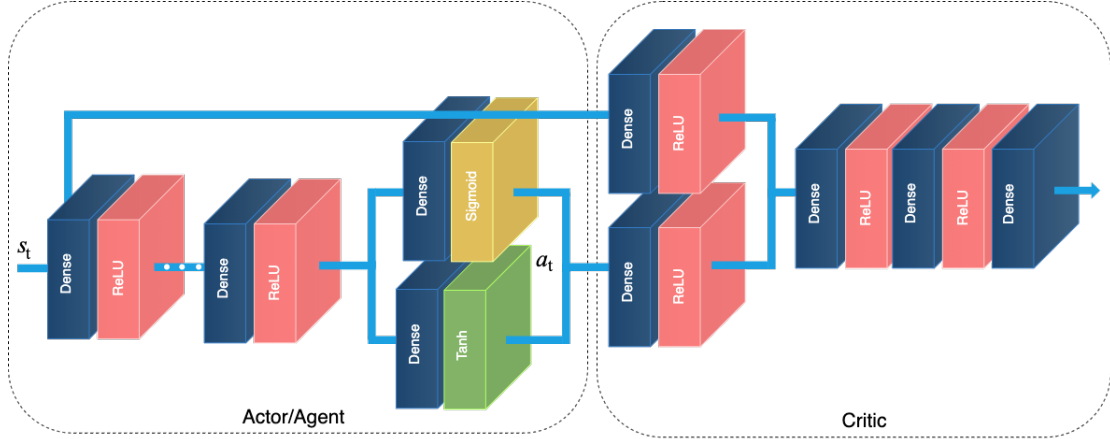 s_t
Dense
ReLU
Dense
ReLU
Dense
Sigmoid
Dense
Tanh
a_t
Actor/Agent
Dense
ReLU
Dense
ReLU
Dense
ReLU
Dense
ReLU
Dense
Critic